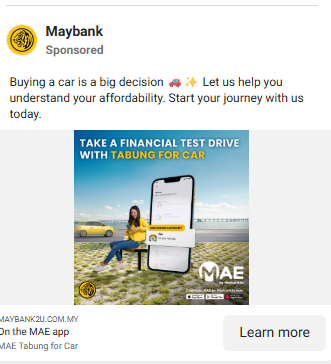 Maybank
Sponsored
Buying a car is a big decision 🚗 ✨ Let us help you
understand your affordability. Start your journey with us
today.
TAKE A FINANCIAL TEST DRIVE
WITH TABUNG FOR CAR
MAE
by Maybank2u
MAYBANK2U.COM.MY
On the MAE app
MAE Tabung for Car
Learn more